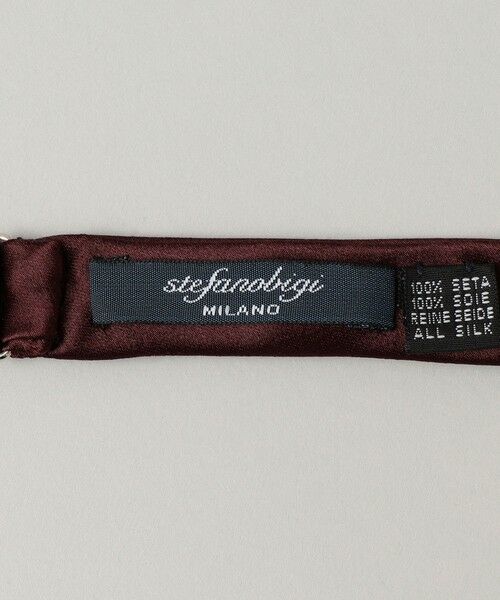 stefanobigi
MILANO
100% SETA
100% SOIE
REINE SEIDE
ALL SILK